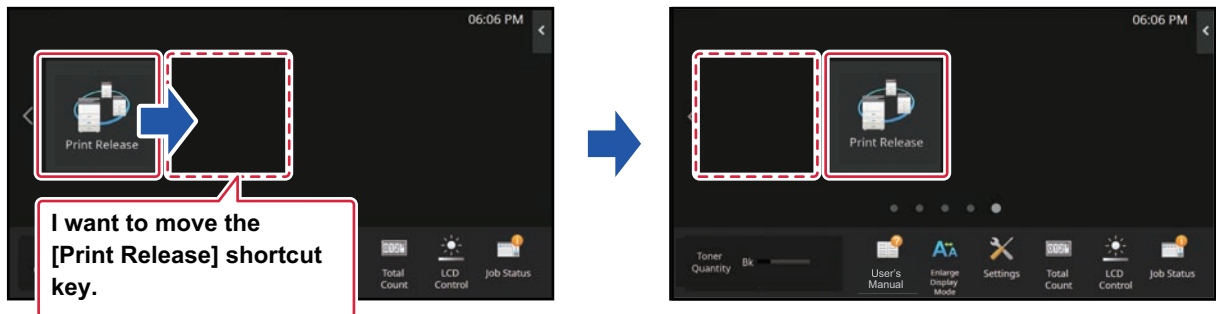 06:06 PM
Print Release
I want to move the
[Print Release] shortcut
key.
Total
Count
LCD
Control
Job Status
06:06 PM
Print Release
Toner
Quantity
Bk
User's
Manual
Enlarge
Display
Mode
Settings
Total
Count
LCD
Control
Job Status